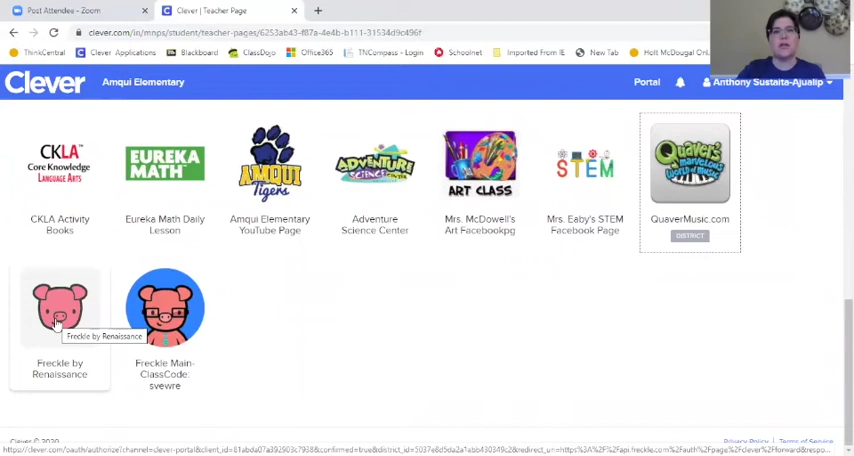 Post Attendee - Zoom
Clever | Teacher Page
clever.com/in/mnps/student/teacher-pages/6253ab43-f87a-4e4b-b111-31534d9c496f
ThinkCentral Clever Applications Blackboard ClassDojo Office365 TNCompass - Login Schoolnet Imported From IE New Tab Holt McDougal Onl
Clever Amqui Elementary Portal Anthony Sustaita-Ajualip
CKLA
Core Knowledge
LANGUAGE ARTS
EUREKA
MATH
AMQUI
TIGERS
ADVENTURE
SCIENCE CENTER
ART CLASS
STEM
QUAVER'S
MARVELOUS
WORLD OF MUSIC
CKLA Activity
Books
Eureka Math Daily
Lesson
Amqui Elementary
YouTube Page
Adventure
Science Center
Mrs. McDowell's
Art Facebookpg
Mrs. Eaby's STEM
Facebook Page
QuaverMusic.com
DISTRICT
Freckle by Renaissance
Freckle by
Renaissance
Freckle Main-
ClassCode:
svewre
Clever © 2020 Privacy Policy Terms of Service